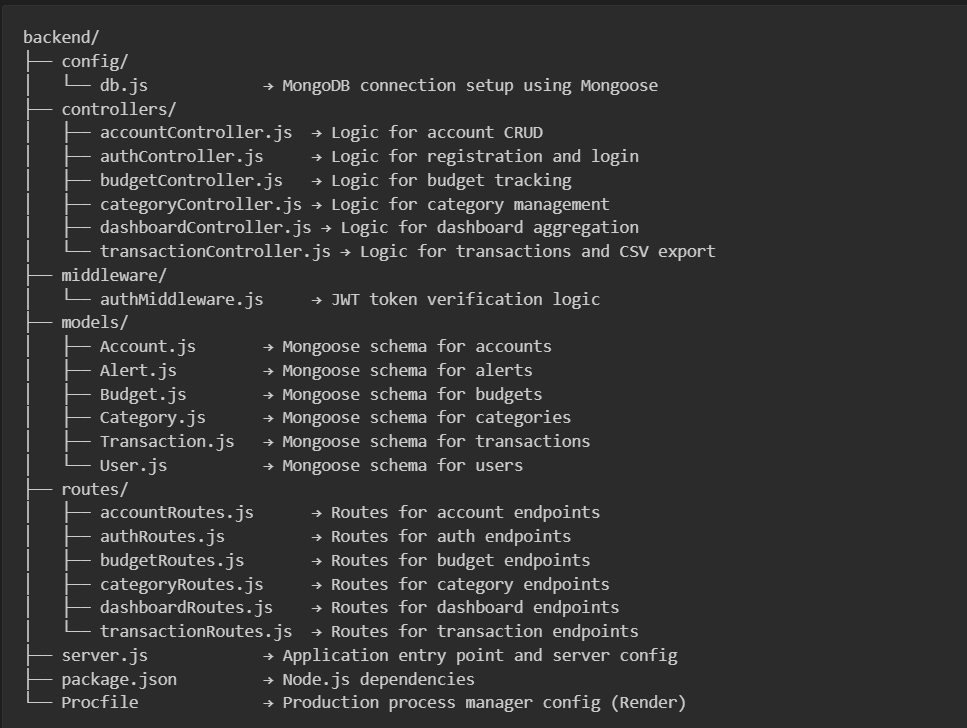 backend/
├── config/
│   └── db.js            → MongoDB connection setup using Mongoose
├── controllers/
│   ├── accountController.js  → Logic for account CRUD
│   ├── authController.js     → Logic for registration and login
│   ├── budgetController.js   → Logic for budget tracking
│   ├── categoryController.js → Logic for category management
│   ├── dashboardController.js → Logic for dashboard aggregation
│   └── transactionController.js → Logic for transactions and CSV export
├── middleware/
│   └── authMiddleware.js     → JWT token verification logic
├── models/
│   ├── Account.js       → Mongoose schema for accounts
│   ├── Alert.js         → Mongoose schema for alerts
│   ├── Budget.js        → Mongoose schema for budgets
│   ├── Category.js      → Mongoose schema for categories
│   ├── Transaction.js   → Mongoose schema for transactions
│   └── User.js          → Mongoose schema for users
├── routes/
│   ├── accountRoutes.js      → Routes for account endpoints
│   ├── authRoutes.js         → Routes for auth endpoints
│   ├── budgetRoutes.js       → Routes for budget endpoints
│   ├── categoryRoutes.js     → Routes for category endpoints
│   ├── dashboardRoutes.js    → Routes for dashboard endpoints
│   └── transactionRoutes.js  → Routes for transaction endpoints
├── server.js            → Application entry point and server config
├── package.json         → Node.js dependencies
└── Procfile             → Production process manager config (Render)